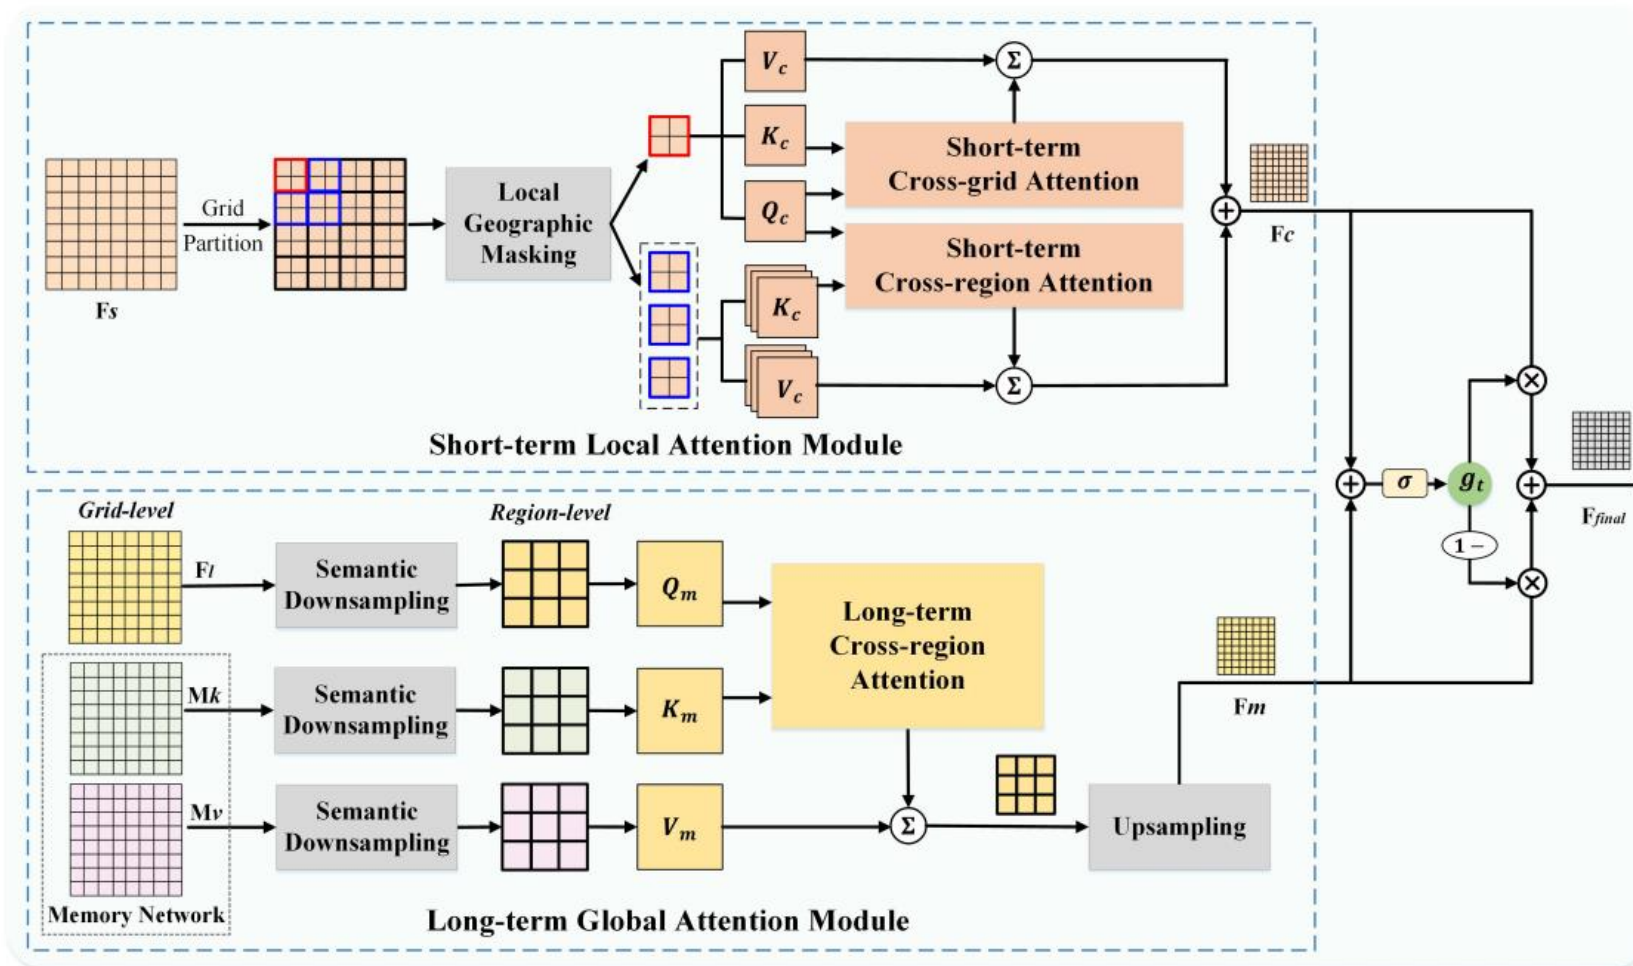 Fs
Grid
Partition
Local
Geographic
Masking
Vc
Kc
Qc
Kc
Vc
Σ
Short-term
Cross-grid Attention
Short-term
Cross-region Attention
Σ
+
Fc
Short-term Local Attention Module
Grid-level
Fl
Mk
Mv
Memory Network
Semantic
Downsampling
Semantic
Downsampling
Semantic
Downsampling
Region-level
Qm
Km
Vm
Long-term
Cross-region
Attention
Σ
Upsampling
Fm
Long-term Global Attention Module
+
σ
gt
1 −
×
+
×
Ffinal